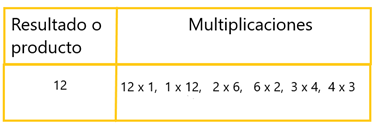 Resultado o
producto
Multiplicaciones
12
12 x 1, 1 x 12, 2 x 6, 6 x 2, 3 x 4, 4 x 3